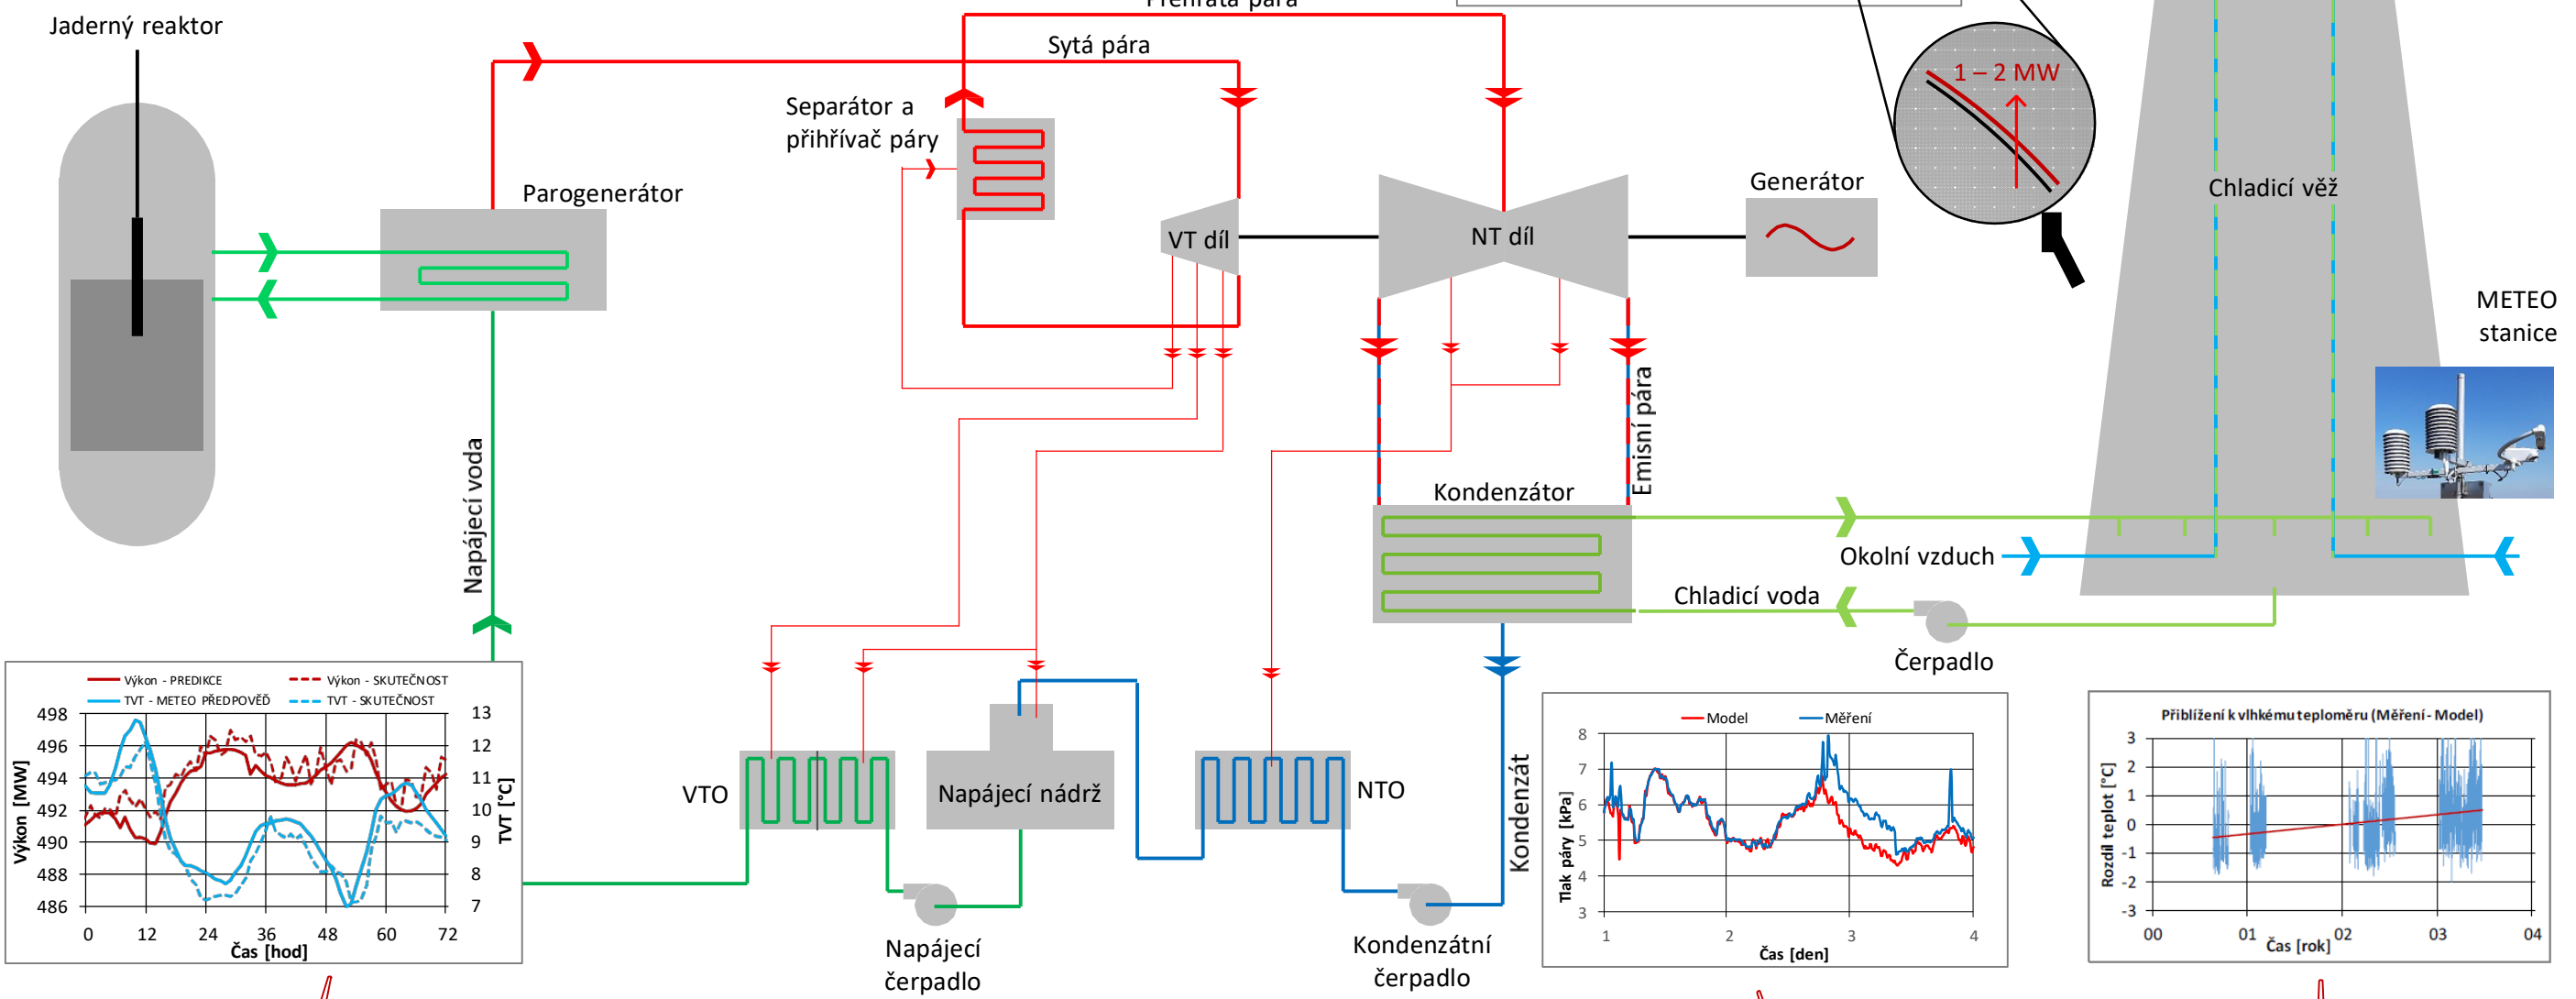 Přehřátá pára
Jaderný reaktor
Sytá pára
1 – 2 MW
Separátor a
přihřívač páry
Parogenerátor
Generátor
Chladicí věž
VT díl
NT díl
METEO
stanice
Emisní pára
Napájecí voda
Kondenzátor
Okolní vzduch
Chladicí voda
Čerpadlo
Výkon - PREDIKCE
Výkon - SKUTEČNOST
TVT - METEO PŘEDPOVĚĎ
TVT - SKUTEČNOST
498
496
494
492
490
488
486
13
12
11
10
9
8
7
Výkon [MW]
TVT [°C]
0 12 24 36 48 60 72
Čas [hod]
VTO
Napájecí nádrž
NTO
Kondenzát
Napájecí
čerpadlo
Kondenzátní
čerpadlo
Model
Měření
8
7
6
5
4
3
Tlak páry [kPa]
1 2 3 4
Čas [den]
Přiblížení k vlhkému teploměru (Měření - Model)
3
2
1
0
-1
-2
-3
Rozdíl teplot [°C]
00 01 02 03 04
Čas [rok]